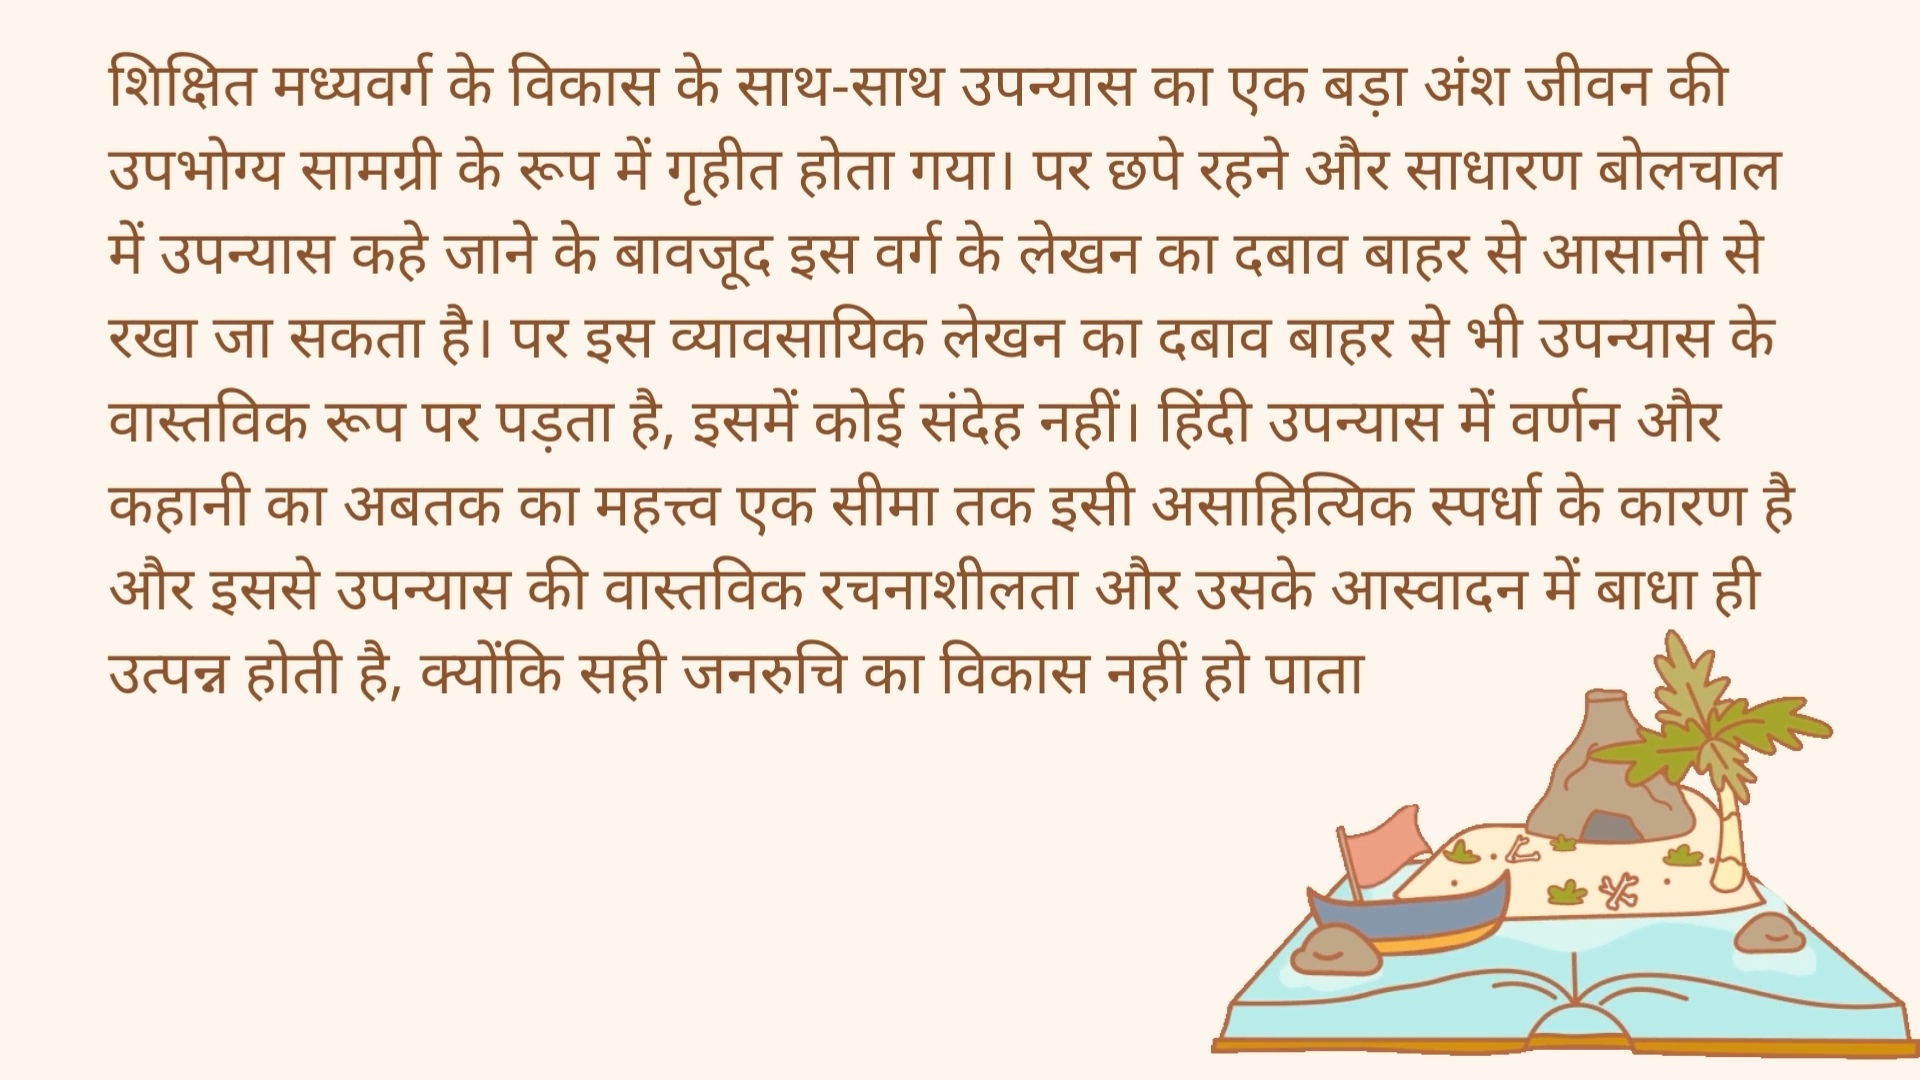 शिक्षित मध्यवर्ग के विकास के साथ-साथ उपन्यास का एक बड़ा अंश जीवन की
उपभोग्य सामग्री के रूप में गृहीत होता गया। पर छपे रहने और साधारण बोलचाल
में उपन्यास कहे जाने के बावजूद इस वर्ग के लेखन का दबाव बाहर से आसानी से
रखा जा सकता है। पर इस व्यावसायिक लेखन का दबाव बाहर से भी उपन्यास के
वास्तविक रूप पर पड़ता है, इसमें कोई संदेह नहीं। हिंदी उपन्यास में वर्णन और
कहानी का अबतक का महत्त्व एक सीमा तक इसी असाहित्यिक स्पर्धा के कारण है
और इससे उपन्यास की वास्तविक रचनाशीलता और उसके आस्वादन में बाधा ही
उत्पन्न होती है, क्योंकि सही जनरुचि का विकास नहीं हो पाता